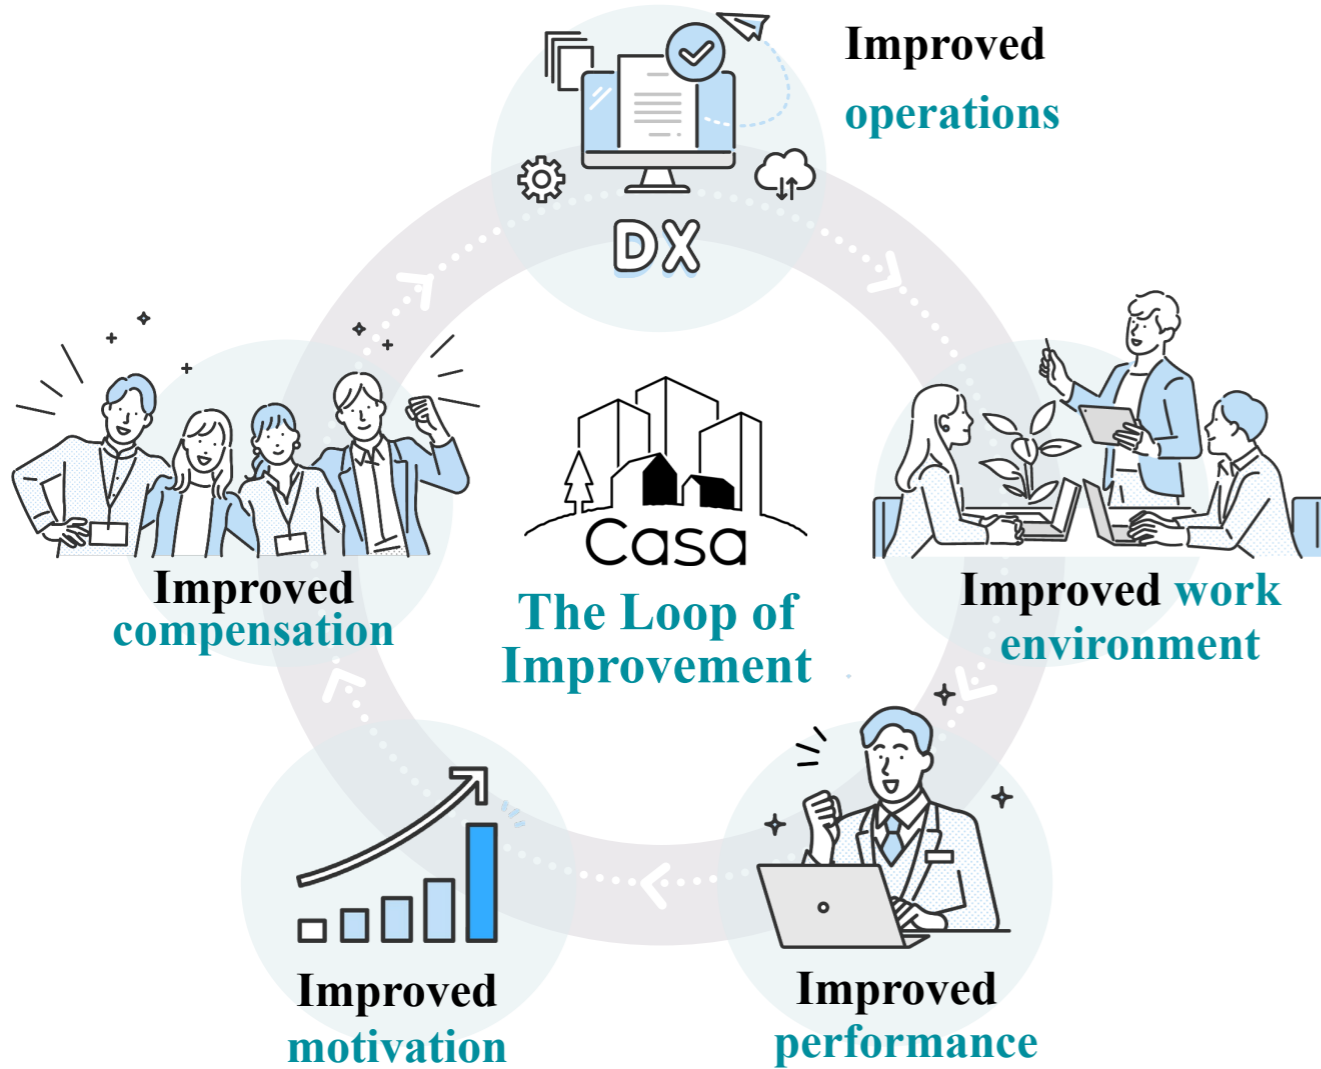 Improved
operations
DX
Casa
The Loop of
Improvement
Improved
compensation
Improved work
environment
Improved
motivation
Improved
performance